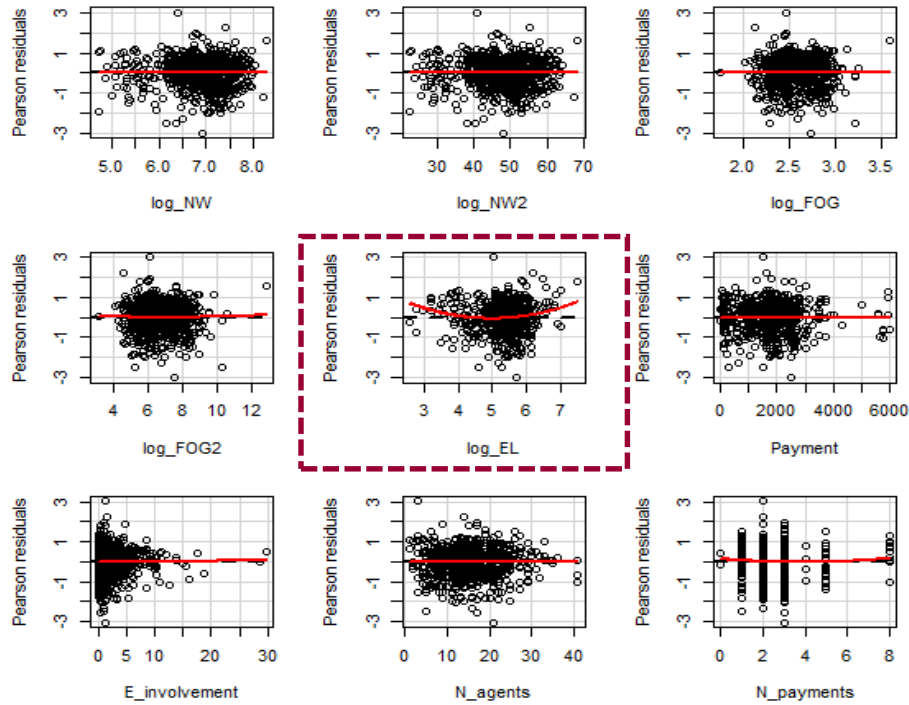 Pearson residuals
3
1
-1
-3
5.0 6.0 7.0 8.0
log_NW
Pearson residuals
3
1
-1
-3
30 40 50 60 70
log_NW2
Pearson residuals
3
1
-1
-3
2.0 2.5 3.0 3.5
log_FOG
Pearson residuals
3
1
-1
-3
4 6 8 10 12
log_FOG2
Pearson residuals
3
1
-1
-3
3 4 5 6 7
log_EL
Pearson residuals
3
1
-1
-3
0 2000 4000 6000
Payment
Pearson residuals
3
1
-1
-3
0 5 10 20 30
E_involvement
Pearson residuals
3
1
-1
-3
0 10 20 30 40
N_agents
Pearson residuals
3
1
-1
-3
0 2 4 6 8
N_payments